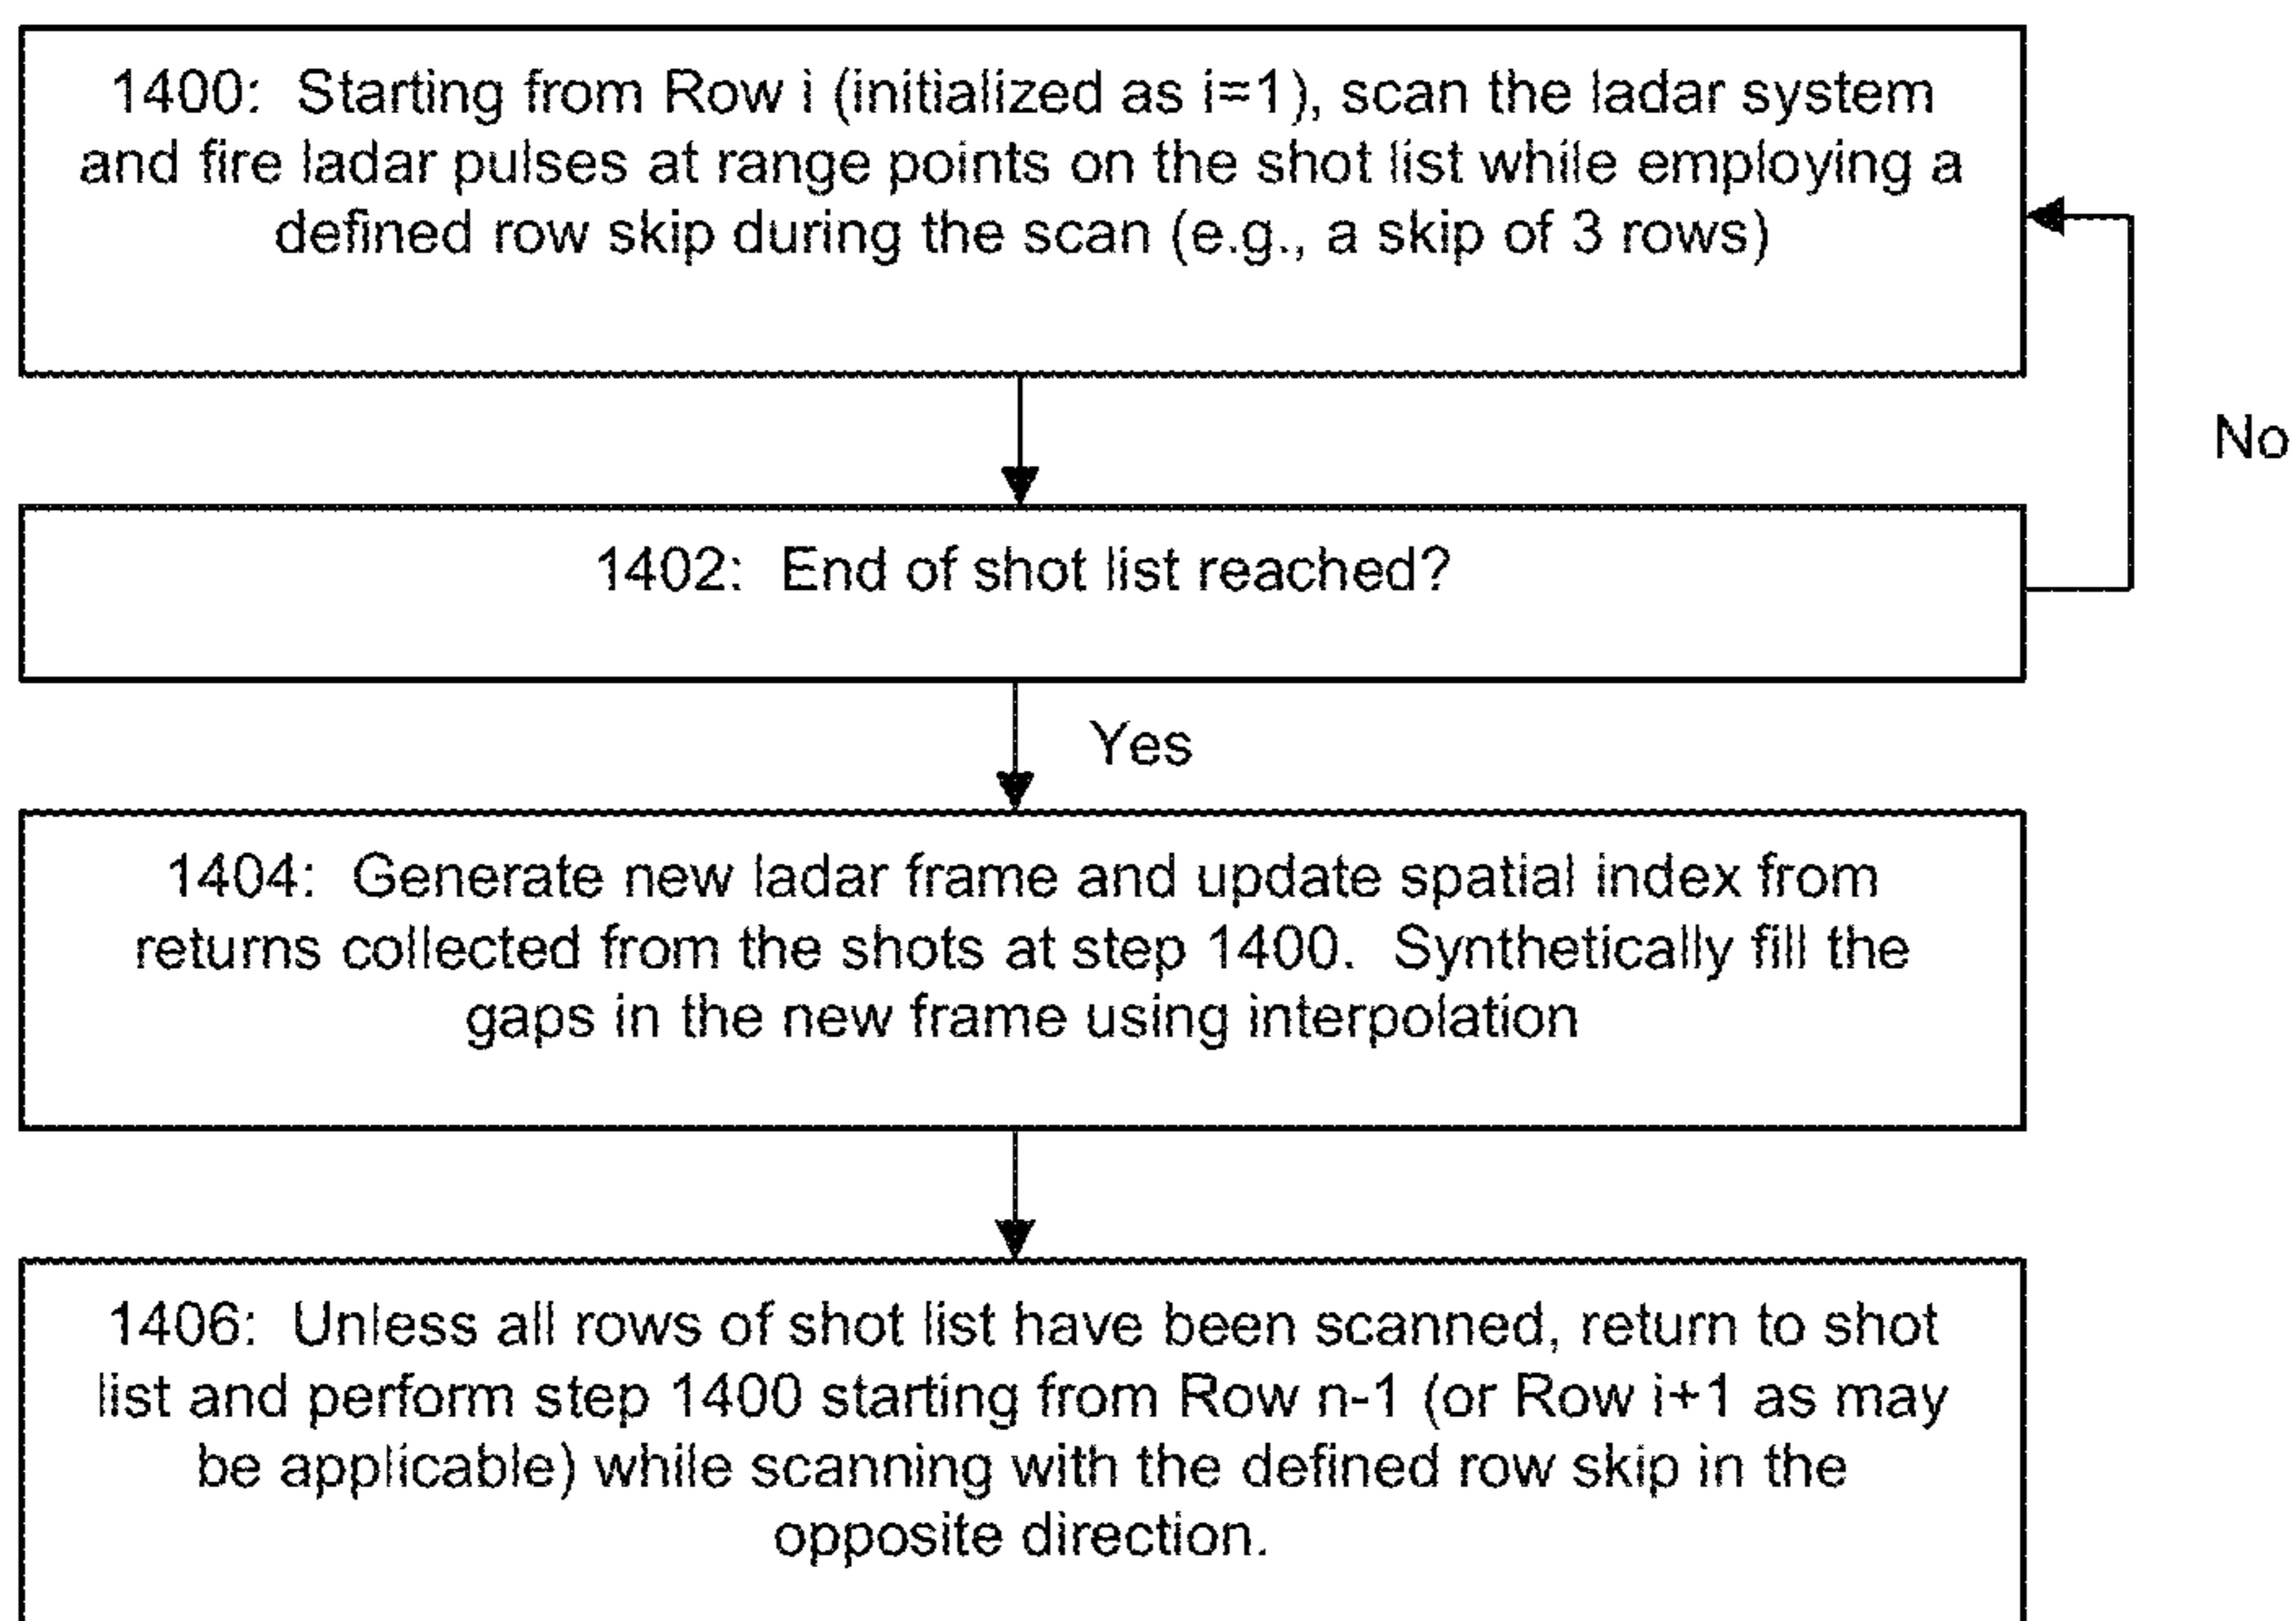 1400: Starting from Row i (initialized as i=1), scan the ladar system
and fire ladar pulses at range points on the shot list while employing a
defined row skip during the scan (e.g., a skip of 3 rows)
No
1402: End of shot list reached?
Yes
1404: Generate new ladar frame and update spatial index from
returns collected from the shots at step 1400. Synthetically fill the
gaps in the new frame using interpolation
1406: Unless all rows of shot list have been scanned, return to shot
list and perform step 1400 starting from Row n-1 (or Row i+1 as may
be applicable) while scanning with the defined row skip in the
opposite direction.